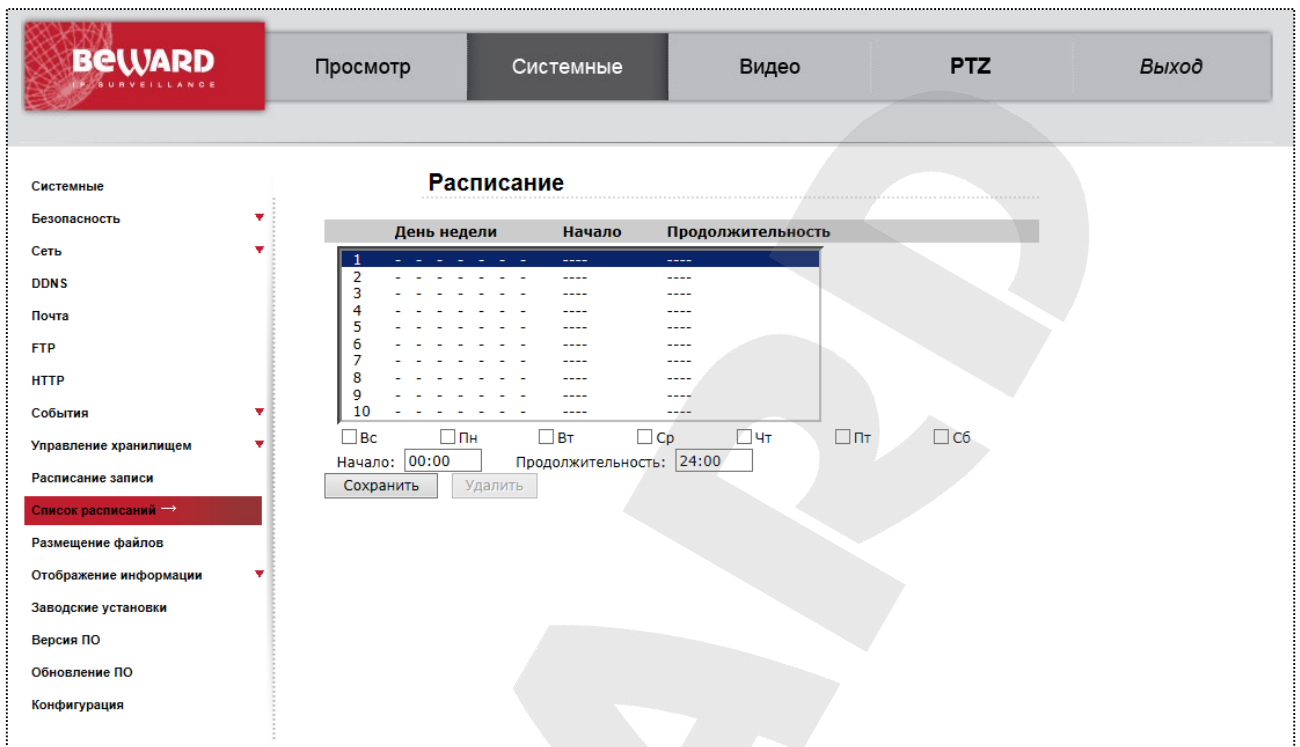 BEWARD
IP SURVEILLANCE
Просмотр Системные Видео PTZ Выход
Системные
Безопасность
Сеть
DDNS
Почта
FTP
HTTP
События
Управление хранилищем
Расписание записи
Список расписаний →
Размещение файлов
Отображение информации
Заводские установки
Версия ПО
Обновление ПО
Конфигурация
Расписание
День недели Начало Продолжительность
1 - - - - - - - ---- ----
2 - - - - - - - ---- ----
3 - - - - - - - ---- ----
4 - - - - - - - ---- ----
5 - - - - - - - ---- ----
6 - - - - - - - ---- ----
7 - - - - - - - ---- ----
8 - - - - - - - ---- ----
9 - - - - - - - ---- ----
10 - - - - - - - ---- ----
Вс Пн Вт Ср Чт Пт Сб
Начало: 00:00 Продолжительность: 24:00
Сохранить Удалить